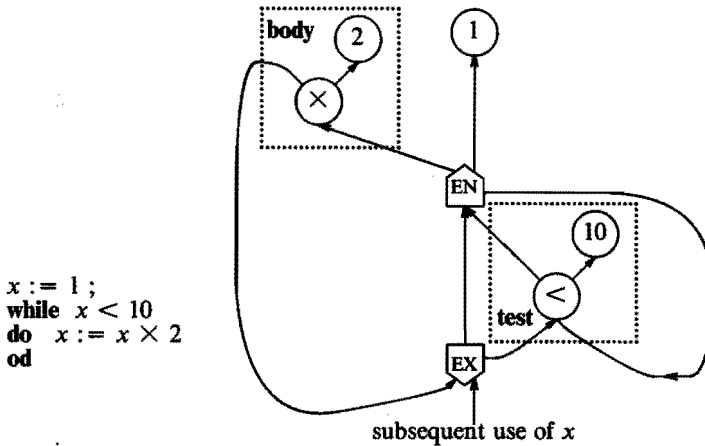 body
2
1
×
EN
10
<
test
x := 1 ;
while x < 10
do x := x × 2
od
EX
subsequent use of x